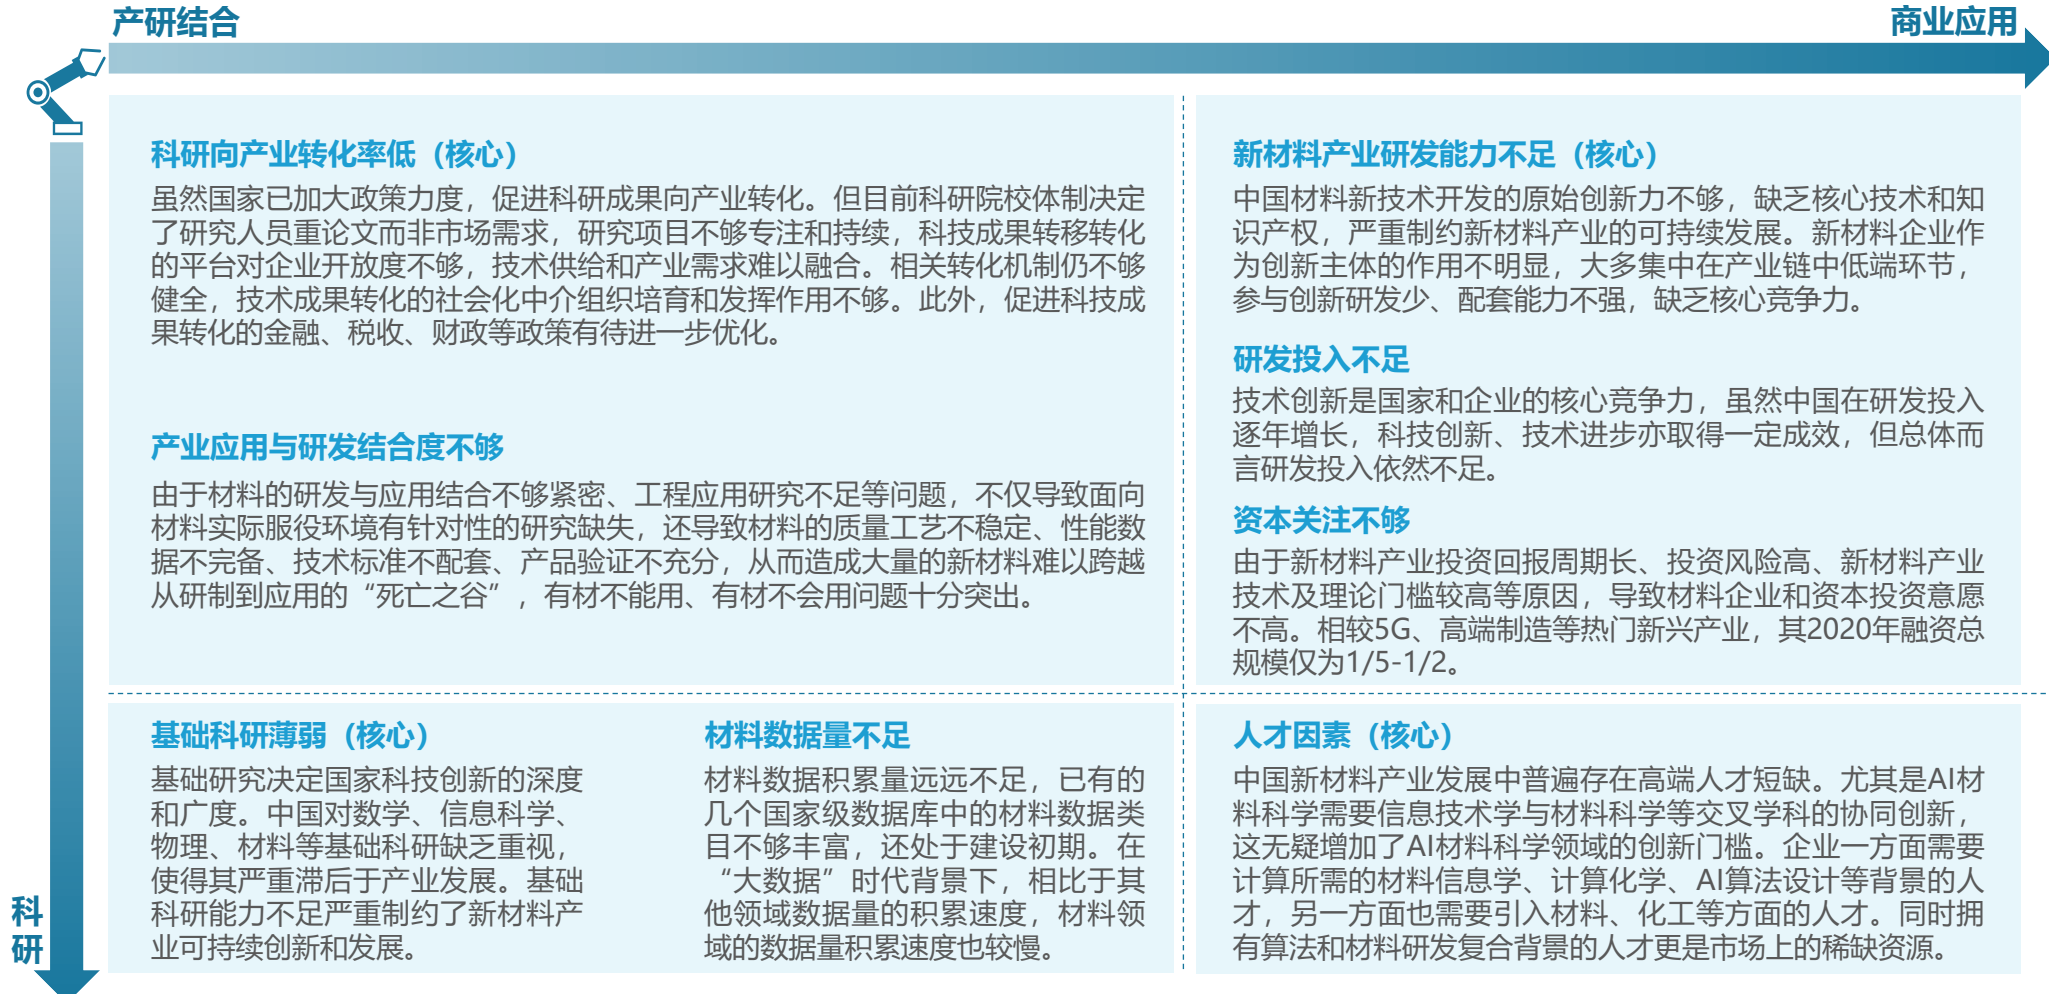 产研结合
商业应用
科研向产业转化率低（核心）
虽然国家已加大政策力度，促进科研成果向产业转化。但目前科研院校体制决定
了研究人员重论文而非市场需求，研究项目不够专注和持续，科技成果转移转化
的平台对企业开放度不够，技术供给和产业需求难以融合。相关转化机制仍不够
健全，技术成果转化的社会化中介组织培育和发挥作用不够。此外，促进科技成
果转化的金融、税收、财政等政策有待进一步优化。
产业应用与研发结合度不够
由于材料的研发与应用结合不够紧密、工程应用研究不足等问题，不仅导致面向
材料实际服役环境有针对性的研究缺失，还导致材料的质量工艺不稳定、性能数
据不完备、技术标准不配套、产品验证不充分，从而造成大量的新材料难以跨越
从研制到应用的“死亡之谷”，有材不能用、有材不会用问题十分突出。
新材料产业研发能力不足（核心）
中国材料新技术开发的原始创新力不够，缺乏核心技术和知
识产权，严重制约新材料产业的可持续发展。新材料企业作
为创新主体的作用不明显，大多集中在产业链中低端环节，
参与创新研发少、配套能力不强，缺乏核心竞争力。
研发投入不足
技术创新是国家和企业的核心竞争力，虽然中国在研发投入
逐年增长，科技创新、技术进步亦取得一定成效，但总体而
言研发投入依然不足。
资本关注不够
由于新材料产业投资回报周期长、投资风险高、新材料产业
技术及理论门槛较高等原因，导致材料企业和资本投资意愿
不高。相较5G、高端制造等热门新兴产业，其2020年融资总
规模仅为1/5-1/2。
基础科研薄弱（核心）
基础研究决定国家科技创新的深度
和广度。中国对数学、信息科学、
物理、材料等基础科研缺乏重视，
使得其严重滞后于产业发展。基础
科研能力不足严重制约了新材料产
业可持续创新和发展。
材料数据量不足
材料数据积累量远远不足，已有的
几个国家级数据库中的材料数据类
目不够丰富，还处于建设初期。在
“大数据”时代背景下，相比于其
他领域数据量的积累速度，材料领
域的数据量积累速度也较慢。
人才因素（核心）
中国新材料产业发展中普遍存在高端人才短缺。尤其是AI材
料科学需要信息技术学与材料科学等交叉学科的协同创新，
这无疑增加了AI材料科学领域的创新门槛。企业一方面需要
计算所需的材料信息学、计算化学、AI算法设计等背景的人
才，另一方面也需要引入材料、化工等方面的人才。同时拥
有算法和材料研发复合背景的人才更是市场上的稀缺资源。
科
研